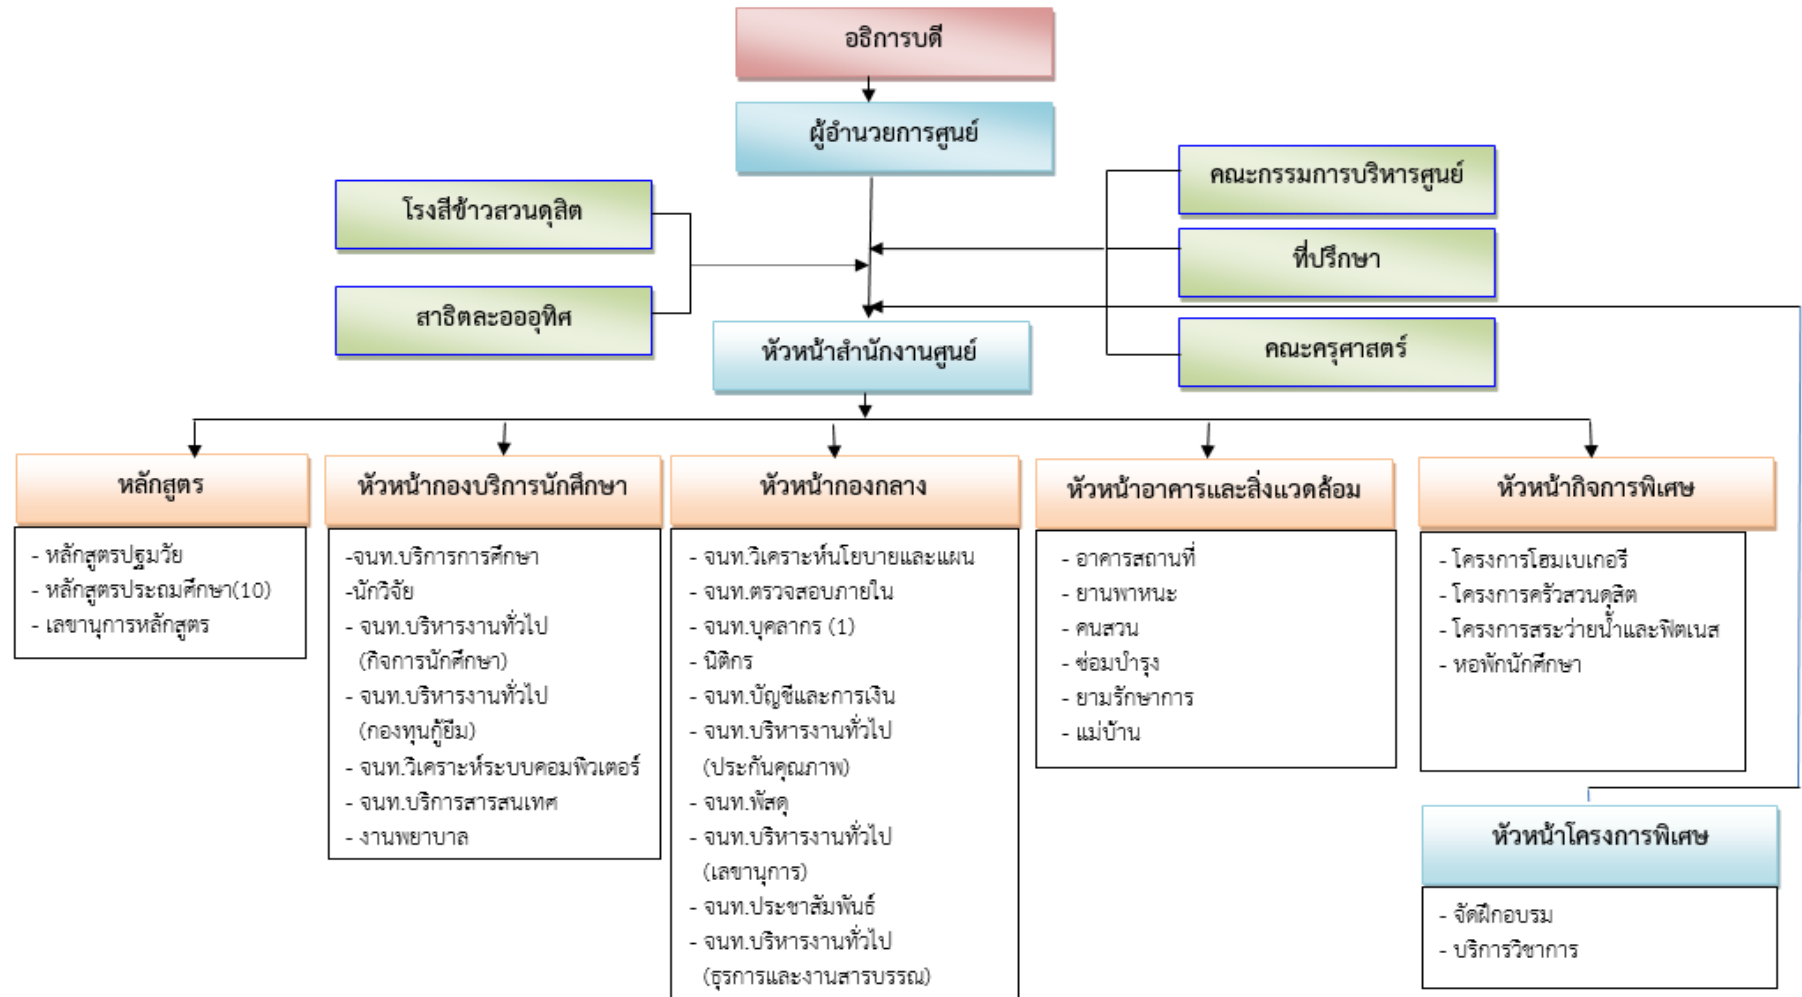 อธิการบดี
ผู้อำนวยการศูนย์
คณะกรรมการบริหารศูนย์
โรงสีข้าวสวนดุสิต
ที่ปรึกษา
สาธิตละอออุทิศ
คณะครุศาสตร์
หัวหน้าสำนักงานศูนย์
หลักสูตร
- หลักสูตรปฐมวัย
- หลักสูตรประถมศึกษา(10)
- เลขานุการหลักสูตร
หัวหน้ากองบริการนักศึกษา
-จนท.บริการการศึกษา
-นักวิจัย
- จนท.บริหารงานทั่วไป
(กิจการนักศึกษา)
- จนท.บริหารงานทั่วไป
(กองทุนกู้ยืม)
- จนท.วิเคราะห์ระบบคอมพิวเตอร์
- จนท.บริการสารสนเทศ
- งานพยาบาล
หัวหน้ากองกลาง
- จนท.วิเคราะห์นโยบายและแผน
- จนท.ตรวจสอบภายใน
- จนท.บุคลากร (1)
- นิติกร
- จนท.บัญชีและการเงิน
- จนท.บริหารงานทั่วไป
(ประกันคุณภาพ)
- จนท.พัสดุ
- จนท.บริหารงานทั่วไป
(เลขานุการ)
- จนท.ประชาสัมพันธ์
- จนท.บริหารงานทั่วไป
(ธุรการและงานสารบรรณ)
หัวหน้าอาคารและสิ่งแวดล้อม
- อาคารสถานที่
- ยานพาหนะ
- คนสวน
- ซ่อมบำรุง
- ยามรักษาการ
- แม่บ้าน
หัวหน้ากิจการพิเศษ
- โครงการโฮมเบเกอรี
- โครงการครัวสวนดุสิต
- โครงการสระว่ายน้ำและฟิตเนส
- หอพักนักศึกษา
หัวหน้าโครงการพิเศษ
- จัดฝึกอบรม
- บริการวิชาการ